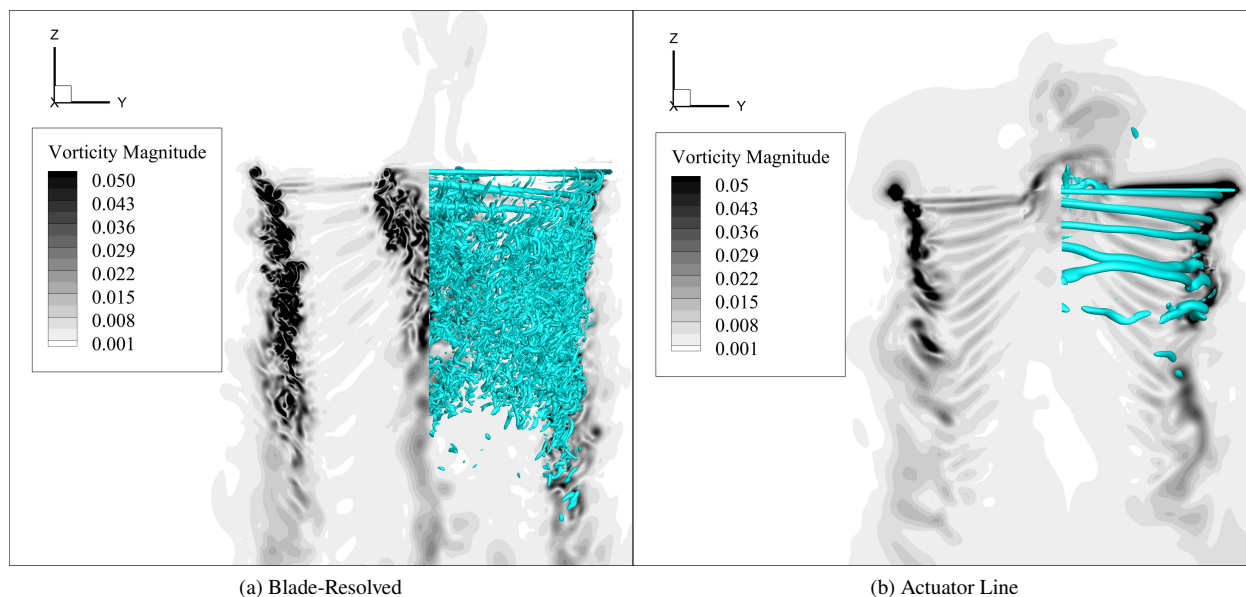 Z
X
Y
Vorticity Magnitude
0.050
0.043
0.036
0.029
0.022
0.015
0.008
0.001
(a) Blade-Resolved
Z
X
Y
Vorticity Magnitude
0.05
0.043
0.036
0.029
0.022
0.015
0.008
0.001
(b) Actuator Line